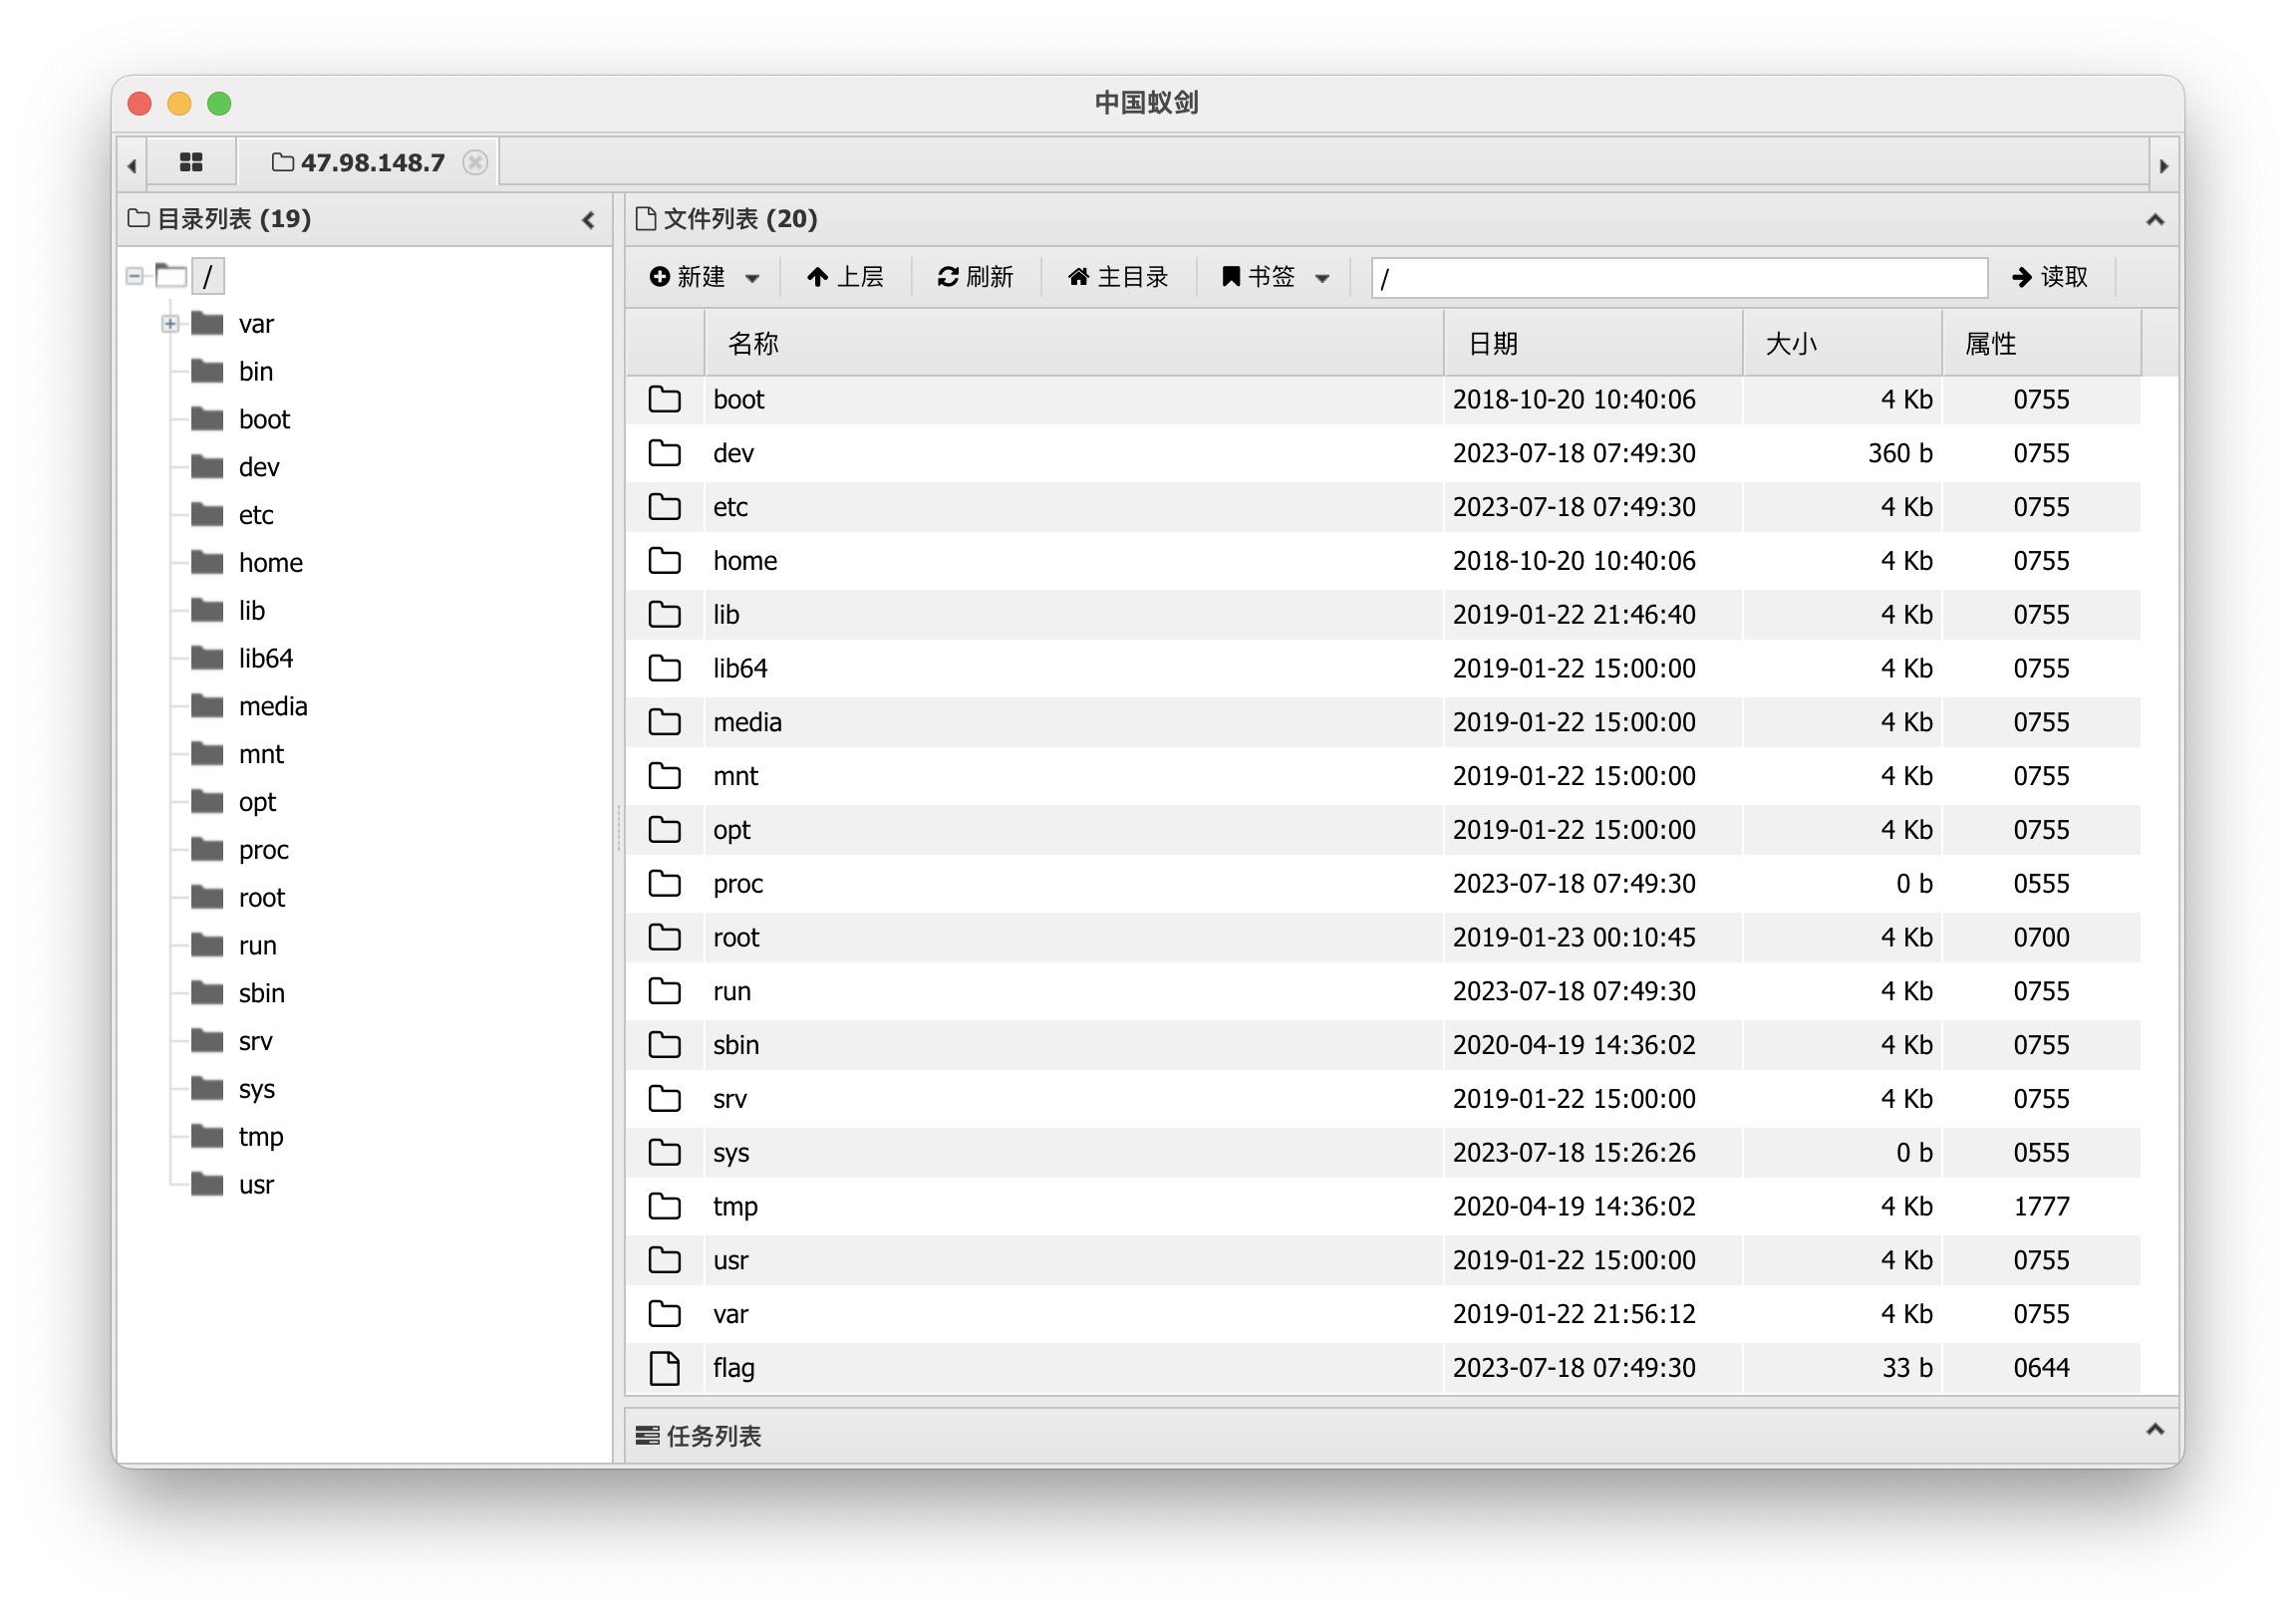 中国蚁剑
47.98.148.7
目录列表 (19)
/
var
bin
boot
dev
etc
home
lib
lib64
media
mnt
opt
proc
root
run
sbin
srv
sys
tmp
usr
文件列表 (20)
新建 上层 刷新 主目录 书签 / 读取
名称 日期 大小 属性
boot 2018-10-20 10:40:06 4 Kb 0755
dev 2023-07-18 07:49:30 360 b 0755
etc 2023-07-18 07:49:30 4 Kb 0755
home 2018-10-20 10:40:06 4 Kb 0755
lib 2019-01-22 21:46:40 4 Kb 0755
lib64 2019-01-22 15:00:00 4 Kb 0755
media 2019-01-22 15:00:00 4 Kb 0755
mnt 2019-01-22 15:00:00 4 Kb 0755
opt 2019-01-22 15:00:00 4 Kb 0755
proc 2023-07-18 07:49:30 0 b 0555
root 2019-01-23 00:10:45 4 Kb 0700
run 2023-07-18 07:49:30 4 Kb 0755
sbin 2020-04-19 14:36:02 4 Kb 0755
srv 2019-01-22 15:00:00 4 Kb 0755
sys 2023-07-18 15:26:26 0 b 0555
tmp 2020-04-19 14:36:02 4 Kb 1777
usr 2019-01-22 15:00:00 4 Kb 0755
var 2019-01-22 21:56:12 4 Kb 0755
flag 2023-07-18 07:49:30 33 b 0644
任务列表